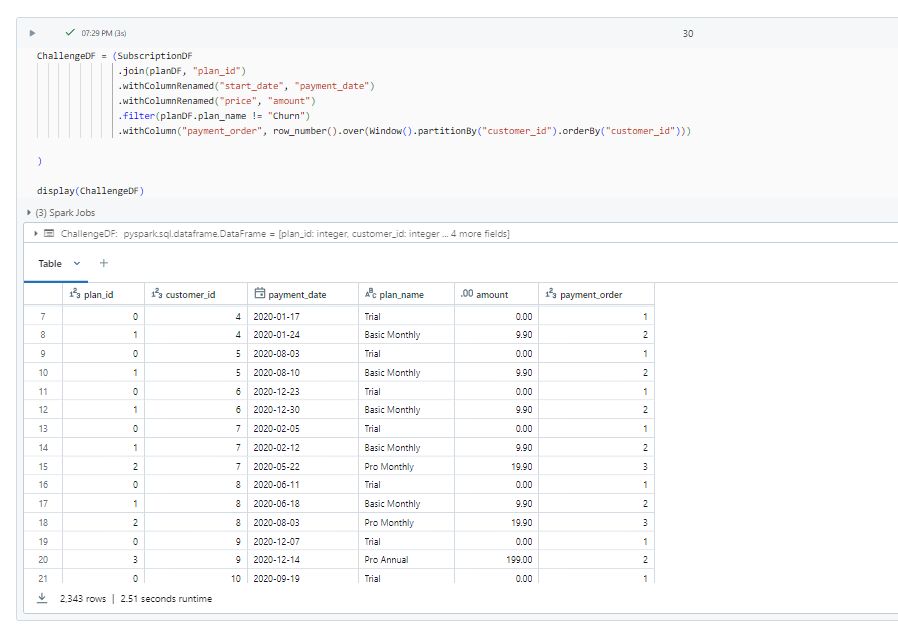 07:29 PM (3s)
30
ChallengeDF = (SubscriptionDF
.join(planDF, "plan_id")
.withColumnRenamed("start_date", "payment_date")
.withColumnRenamed("price", "amount")
.filter(planDF.plan_name != "Churn")
.withColumn("payment_order", row_number().over(Window().partitionBy("customer_id").orderBy("customer_id")))
)
display(ChallengeDF)
(3) Spark Jobs
ChallengeDF: pyspark.sql.dataframe.DataFrame = [plan_id: integer, customer_id: integer ... 4 more fields]
Table +
1²3 plan_id 1²3 customer_id payment_date ABC plan_name .00 amount 1²3 payment_order
7 0 4 2020-01-17 Trial 0.00 1
8 1 4 2020-01-24 Basic Monthly 9.90 2
9 0 5 2020-08-03 Trial 0.00 1
10 1 5 2020-08-10 Basic Monthly 9.90 2
11 0 6 2020-12-23 Trial 0.00 1
12 1 6 2020-12-30 Basic Monthly 9.90 2
13 0 7 2020-02-05 Trial 0.00 1
14 1 7 2020-02-12 Basic Monthly 9.90 2
15 2 7 2020-05-22 Pro Monthly 19.90 3
16 0 8 2020-06-11 Trial 0.00 1
17 1 8 2020-06-18 Basic Monthly 9.90 2
18 2 8 2020-08-03 Pro Monthly 19.90 3
19 0 9 2020-12-07 Trial 0.00 1
20 3 9 2020-12-14 Pro Annual 199.00 2
21 0 10 2020-09-19 Trial 0.00 1
2,343 rows | 2.51 seconds runtime